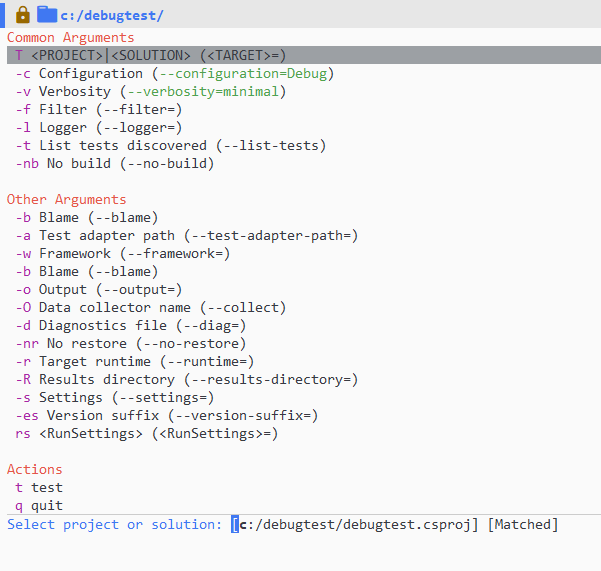 c:/debugtest/
Common Arguments
T <PROJECT>|<SOLUTION> (<TARGET>=)
-c Configuration (--configuration=Debug)
-v Verbosity (--verbosity=minimal)
-f Filter (--filter=)
-l Logger (--logger=)
-t List tests discovered (--list-tests)
-nb No build (--no-build)
Other Arguments
-b Blame (--blame)
-a Test adapter path (--test-adapter-path=)
-w Framework (--framework=)
-b Blame (--blame)
-o Output (--output=)
-O Data collector name (--collect)
-d Diagnostics file (--diag=)
-nr No restore (--no-restore)
-r Target runtime (--runtime=)
-R Results directory (--results-directory=)
-s Settings (--settings=)
-es Version suffix (--version-suffix=)
rs <RunSettings> (<RunSettings>=)
Actions
t test
q quit
Select project or solution: [c:/debugtest/debugtest.csproj] [Matched]